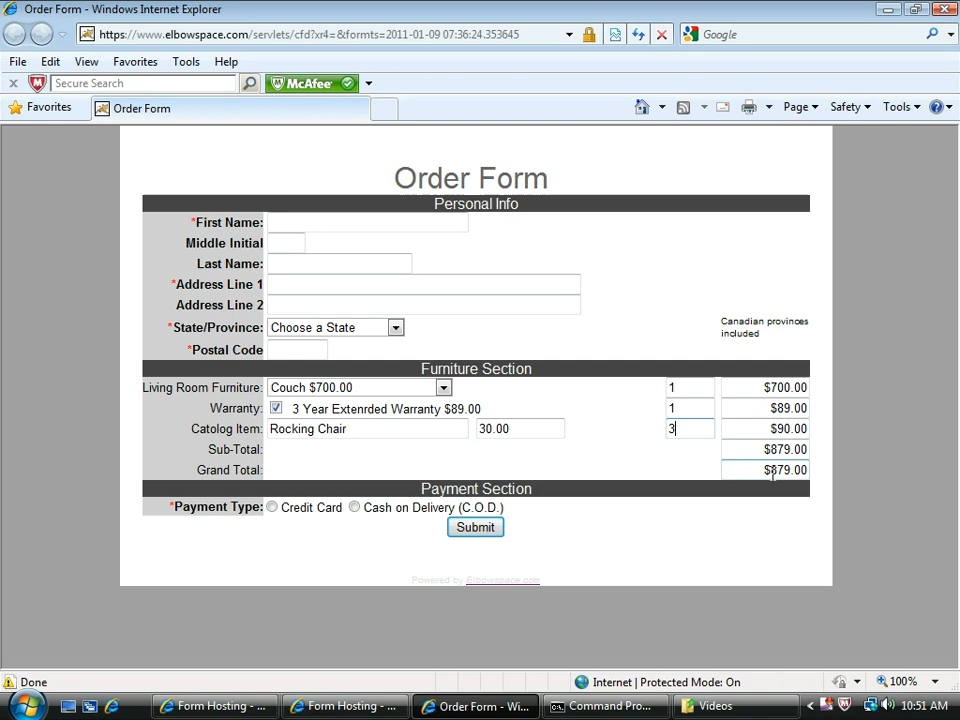 Order Form - Windows Internet Explorer
https://www.elbowspace.com/servlets/cfd?xr4=&formts=2011-01-09 07:36:24.353645
Google
File Edit View Favorites Tools Help
x Secure Search McAfee
Favorites Order Form Page Safety Tools
Order Form
Personal Info
*First Name:
Middle Initial
Last Name:
*Address Line 1
Address Line 2
*State/Province: Choose a State Canadian provinces
included
*Postal Code
Furniture Section
Living Room Furniture: Couch $700.00 1 $700.00
Warranty: 3 Year Extenrded Warranty $89.00 1 $89.00
Catolog Item: Rocking Chair 30.00 3 $90.00
Sub-Total: $879.00
Grand Total: $879.00
Payment Section
*Payment Type: Credit Card Cash on Delivery (C.O.D.)
Submit
Powered by Elbowspace.com
Done Internet | Protected Mode: On 100%
Form Hosting - ... Form Hosting - ... Order Form - Wi... Command Pro... Videos 10:51 AM